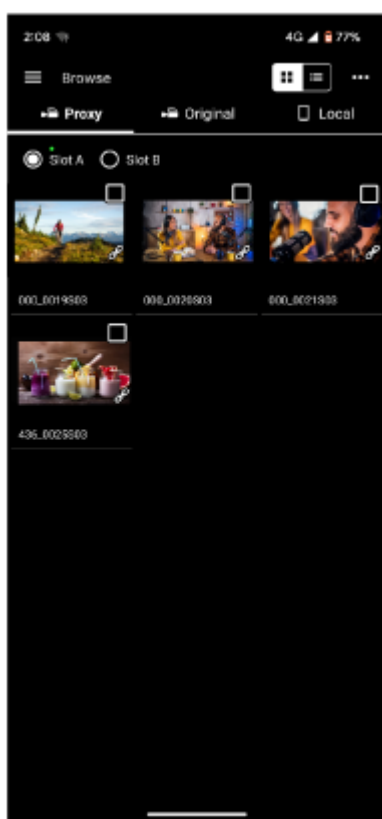 2:08 4G 77%
Browse
Proxy Original Local
Slot A Slot B
000_0019S03 000_0020S03 000_0021S03
436_0025S03